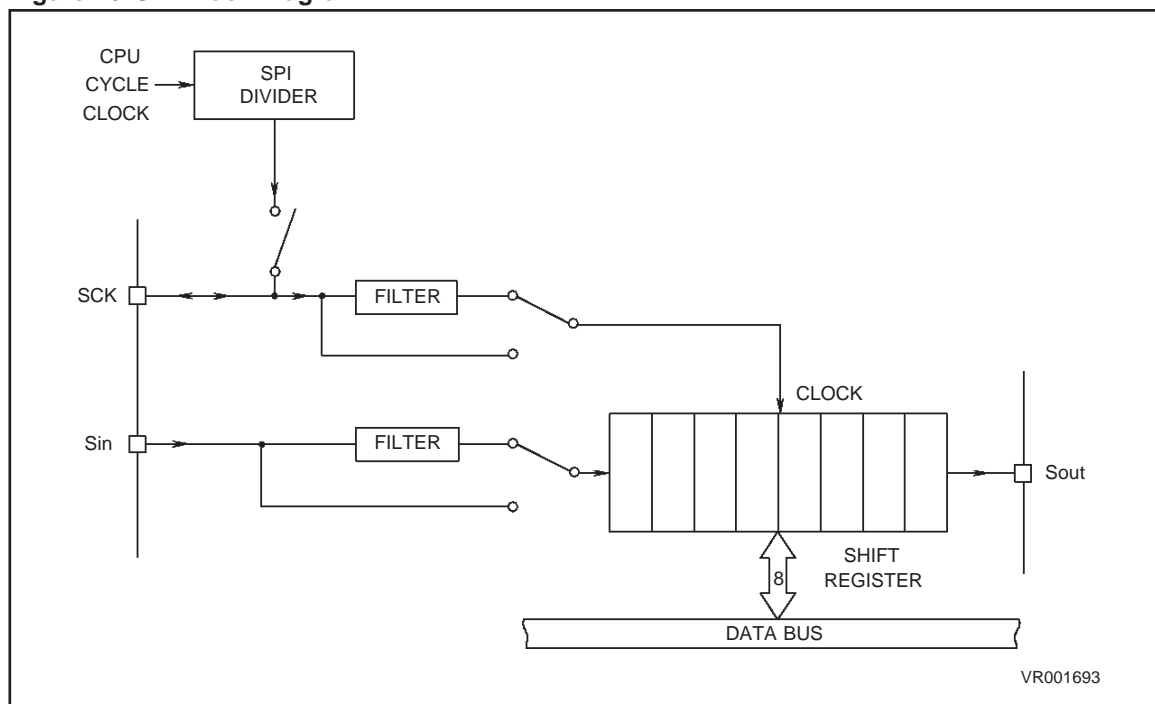 CPU
CYCLE
CLOCK
SPI
DIVIDER
SCK
FILTER
CLOCK
Sin
FILTER
Sout
SHIFT
REGISTER
8
DATA BUS
VR001693